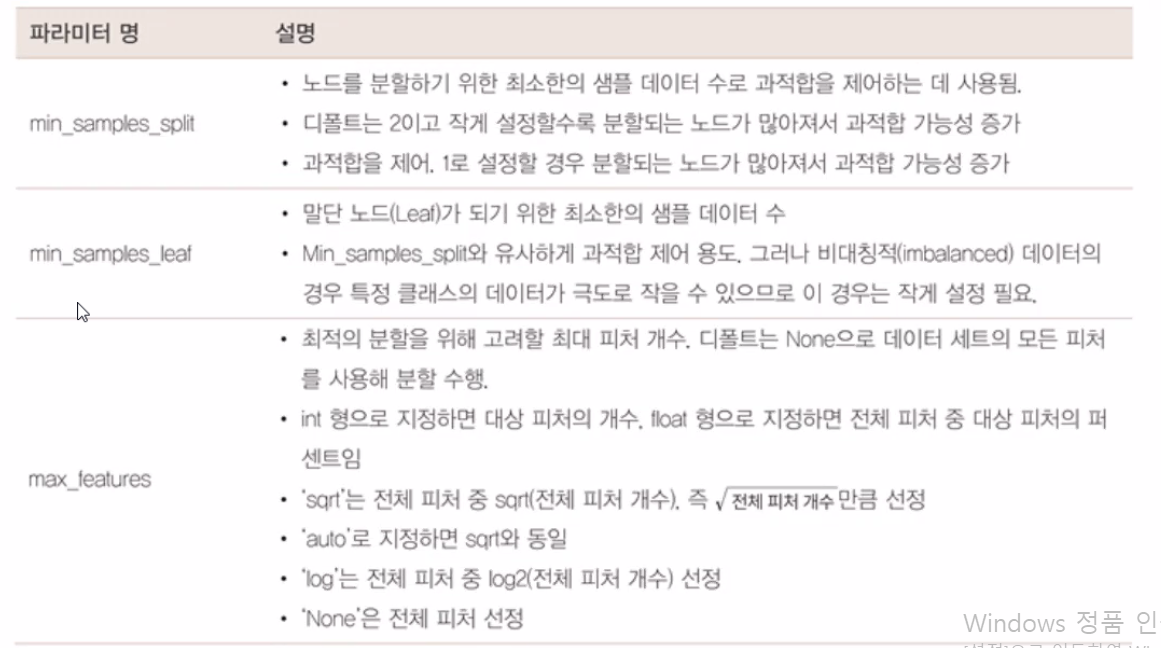 파라미터 명 설명
min_samples_split
• 노드를 분할하기 위한 최소한의 샘플 데이터 수로 과적합을 제어하는 데 사용됨.
• 디폴트는 2이고 작게 설정할수록 분할되는 노드가 많아져서 과적합 가능성 증가
• 과적합을 제어. 1로 설정할 경우 분할되는 노드가 많아져서 과적합 가능성 증가
min_samples_leaf
• 말단 노드(Leaf)가 되기 위한 최소한의 샘플 데이터 수
• Min_samples_split와 유사하게 과적합 제어 용도. 그러나 비대칭적(imbalanced) 데이터의
경우 특정 클래스의 데이터가 극도로 작을 수 있으므로 이 경우는 작게 설정 필요.
max_features
• 최적의 분할을 위해 고려할 최대 피처 개수. 디폴트는 None으로 데이터 세트의 모든 피처
를 사용해 분할 수행.
• int 형으로 지정하면 대상 피처의 개수. float 형으로 지정하면 전체 피처 중 대상 피처의 퍼
센트임
• ‘sqrt’는 전체 피처 중 sqrt(전체 피처 개수). 즉 √전체 피처 개수만큼 선정
• ‘auto’로 지정하면 sqrt와 동일
• ‘log’는 전체 피처 중 log2(전체 피처 개수) 선정
• ‘None’은 전체 피처 선정
Windows 정품 인